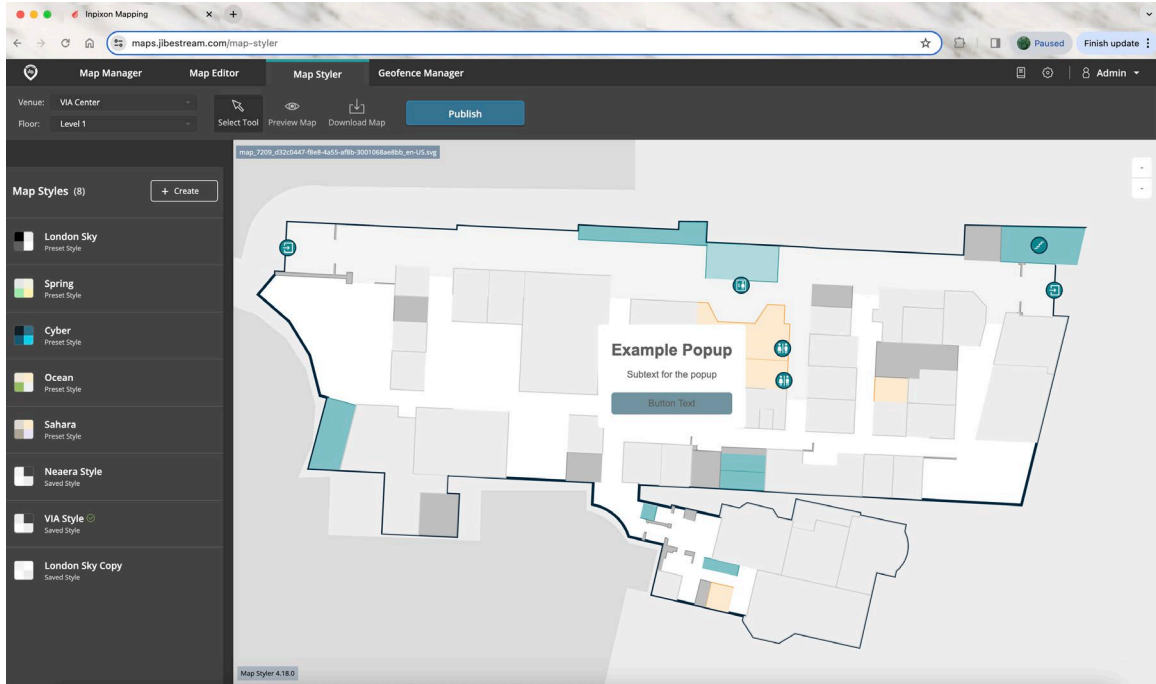 Inpixon Mapping
maps.jibestream.com/map-styler
Paused
Finish update
Map Manager
Map Editor
Map Styler
Geofence Manager
Admin
Venue: VIA Center
Floor: Level 1
Select Tool
Preview Map
Download Map
Publish
map_7209_d32c0447-f8e8-4a55-af8b-3001068ae8bb_en-US.svg
Map Styles (8)
+ Create
London Sky
Preset Style
Spring
Preset Style
Cyber
Preset Style
Ocean
Preset Style
Sahara
Preset Style
Neaera Style
Saved Style
VIA Style
Saved Style
London Sky Copy
Saved Style
Example Popup
Subtext for the popup
Button Text
Map Styler 4.18.0